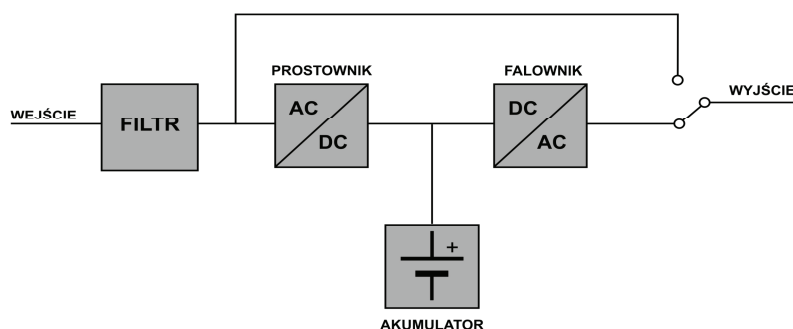 PROSTOWNIK
FALOWNIK
WEJŚCIE
FILTR
AC
DC
DC
AC
WYJŚCIE
+
AKUMULATOR